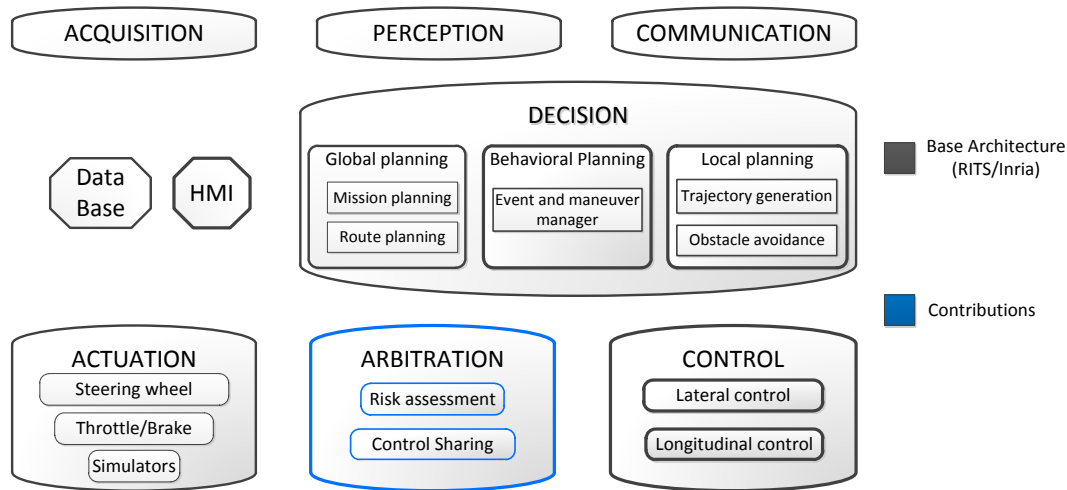 ACQUISITION
PERCEPTION
COMMUNICATION
DECISION
Global planning
Mission planning
Route planning
Behavioral Planning
Event and maneuver
manager
Local planning
Trajectory generation
Obstacle avoidance
Data
Base
HMI
Base Architecture
(RITS/Inria)
Contributions
ACTUATION
Steering wheel
Throttle/Brake
Simulators
ARBITRATION
Risk assessment
Control Sharing
CONTROL
Lateral control
Longitudinal control